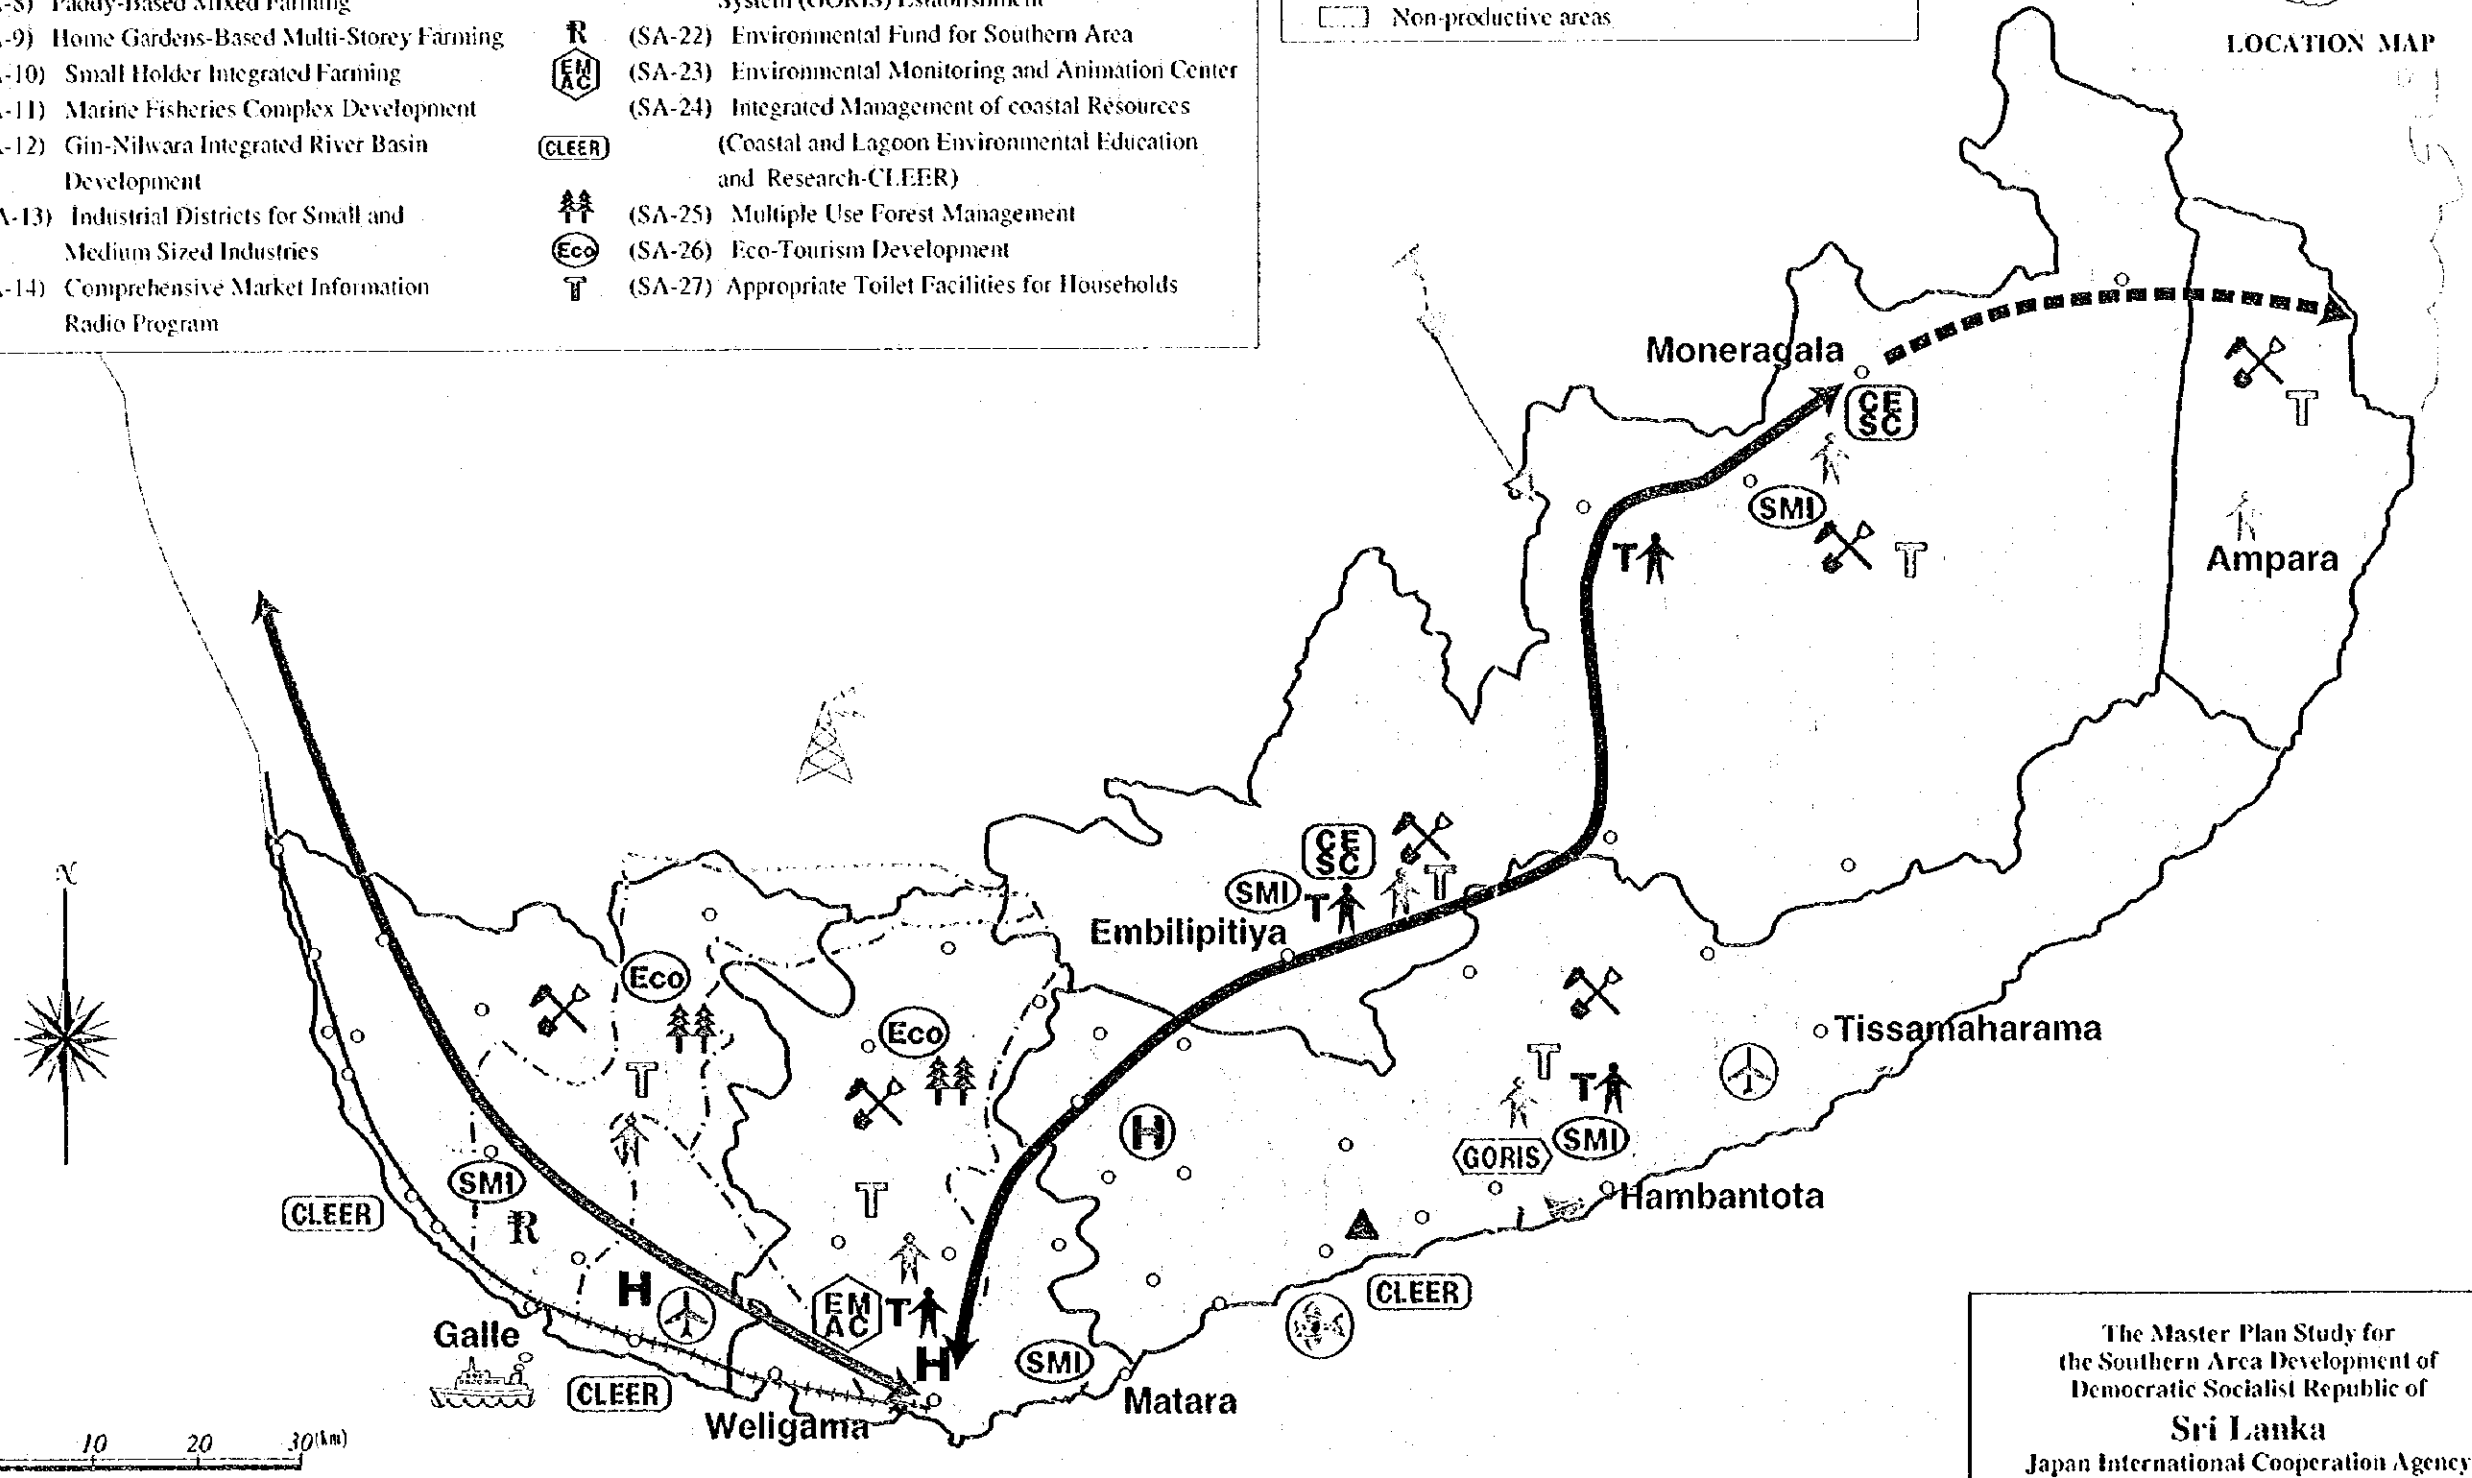 -8) Paddy-Based Mixed Farming
-9) Home Gardens-Based Multi-Storey Farming
-10) Small Holder Integrated Farming
-11) Marine Fisheries Complex Development
-12) Gin-Nilwara Integrated River Basin
Development
A-13) Industrial Districts for Small and
Medium Sized Industries
-14) Comprehensive Market Information
Radio Program
System (GORIS) Establishment
R (SA-22) Environmental Fund for Southern Area
EM
AC
(SA-23) Environmental Monitoring and Animation Center
(SA-24) Integrated Management of coastal Resources
CLEER (Coastal and Lagoon Environmental Education
and Research-CLEER)
(SA-25) Multiple Use Forest Management
Eco (SA-26) Eco-Tourism Development
T (SA-27) Appropriate Toilet Facilities for Households
Non-productive areas
LOCATION MAP
Moneragala
CE
SC
T
SMI
T
T
Ampara
CE
SC
SMI
T
T
Embilipitiya
N
Eco
Eco
T
Tissamaharama
T
T
H
SMI
GORIS
SMI
T
CLEER
R
Hambantota
H
EM
AC
T
CLEER
Galle
H
SMI
CLEER
Matara
Weligama
10 20 30(km)
The Master Plan Study for
the Southern Area Development of
Democratic Socialist Republic of
Sri Lanka
Japan International Cooperation Agency